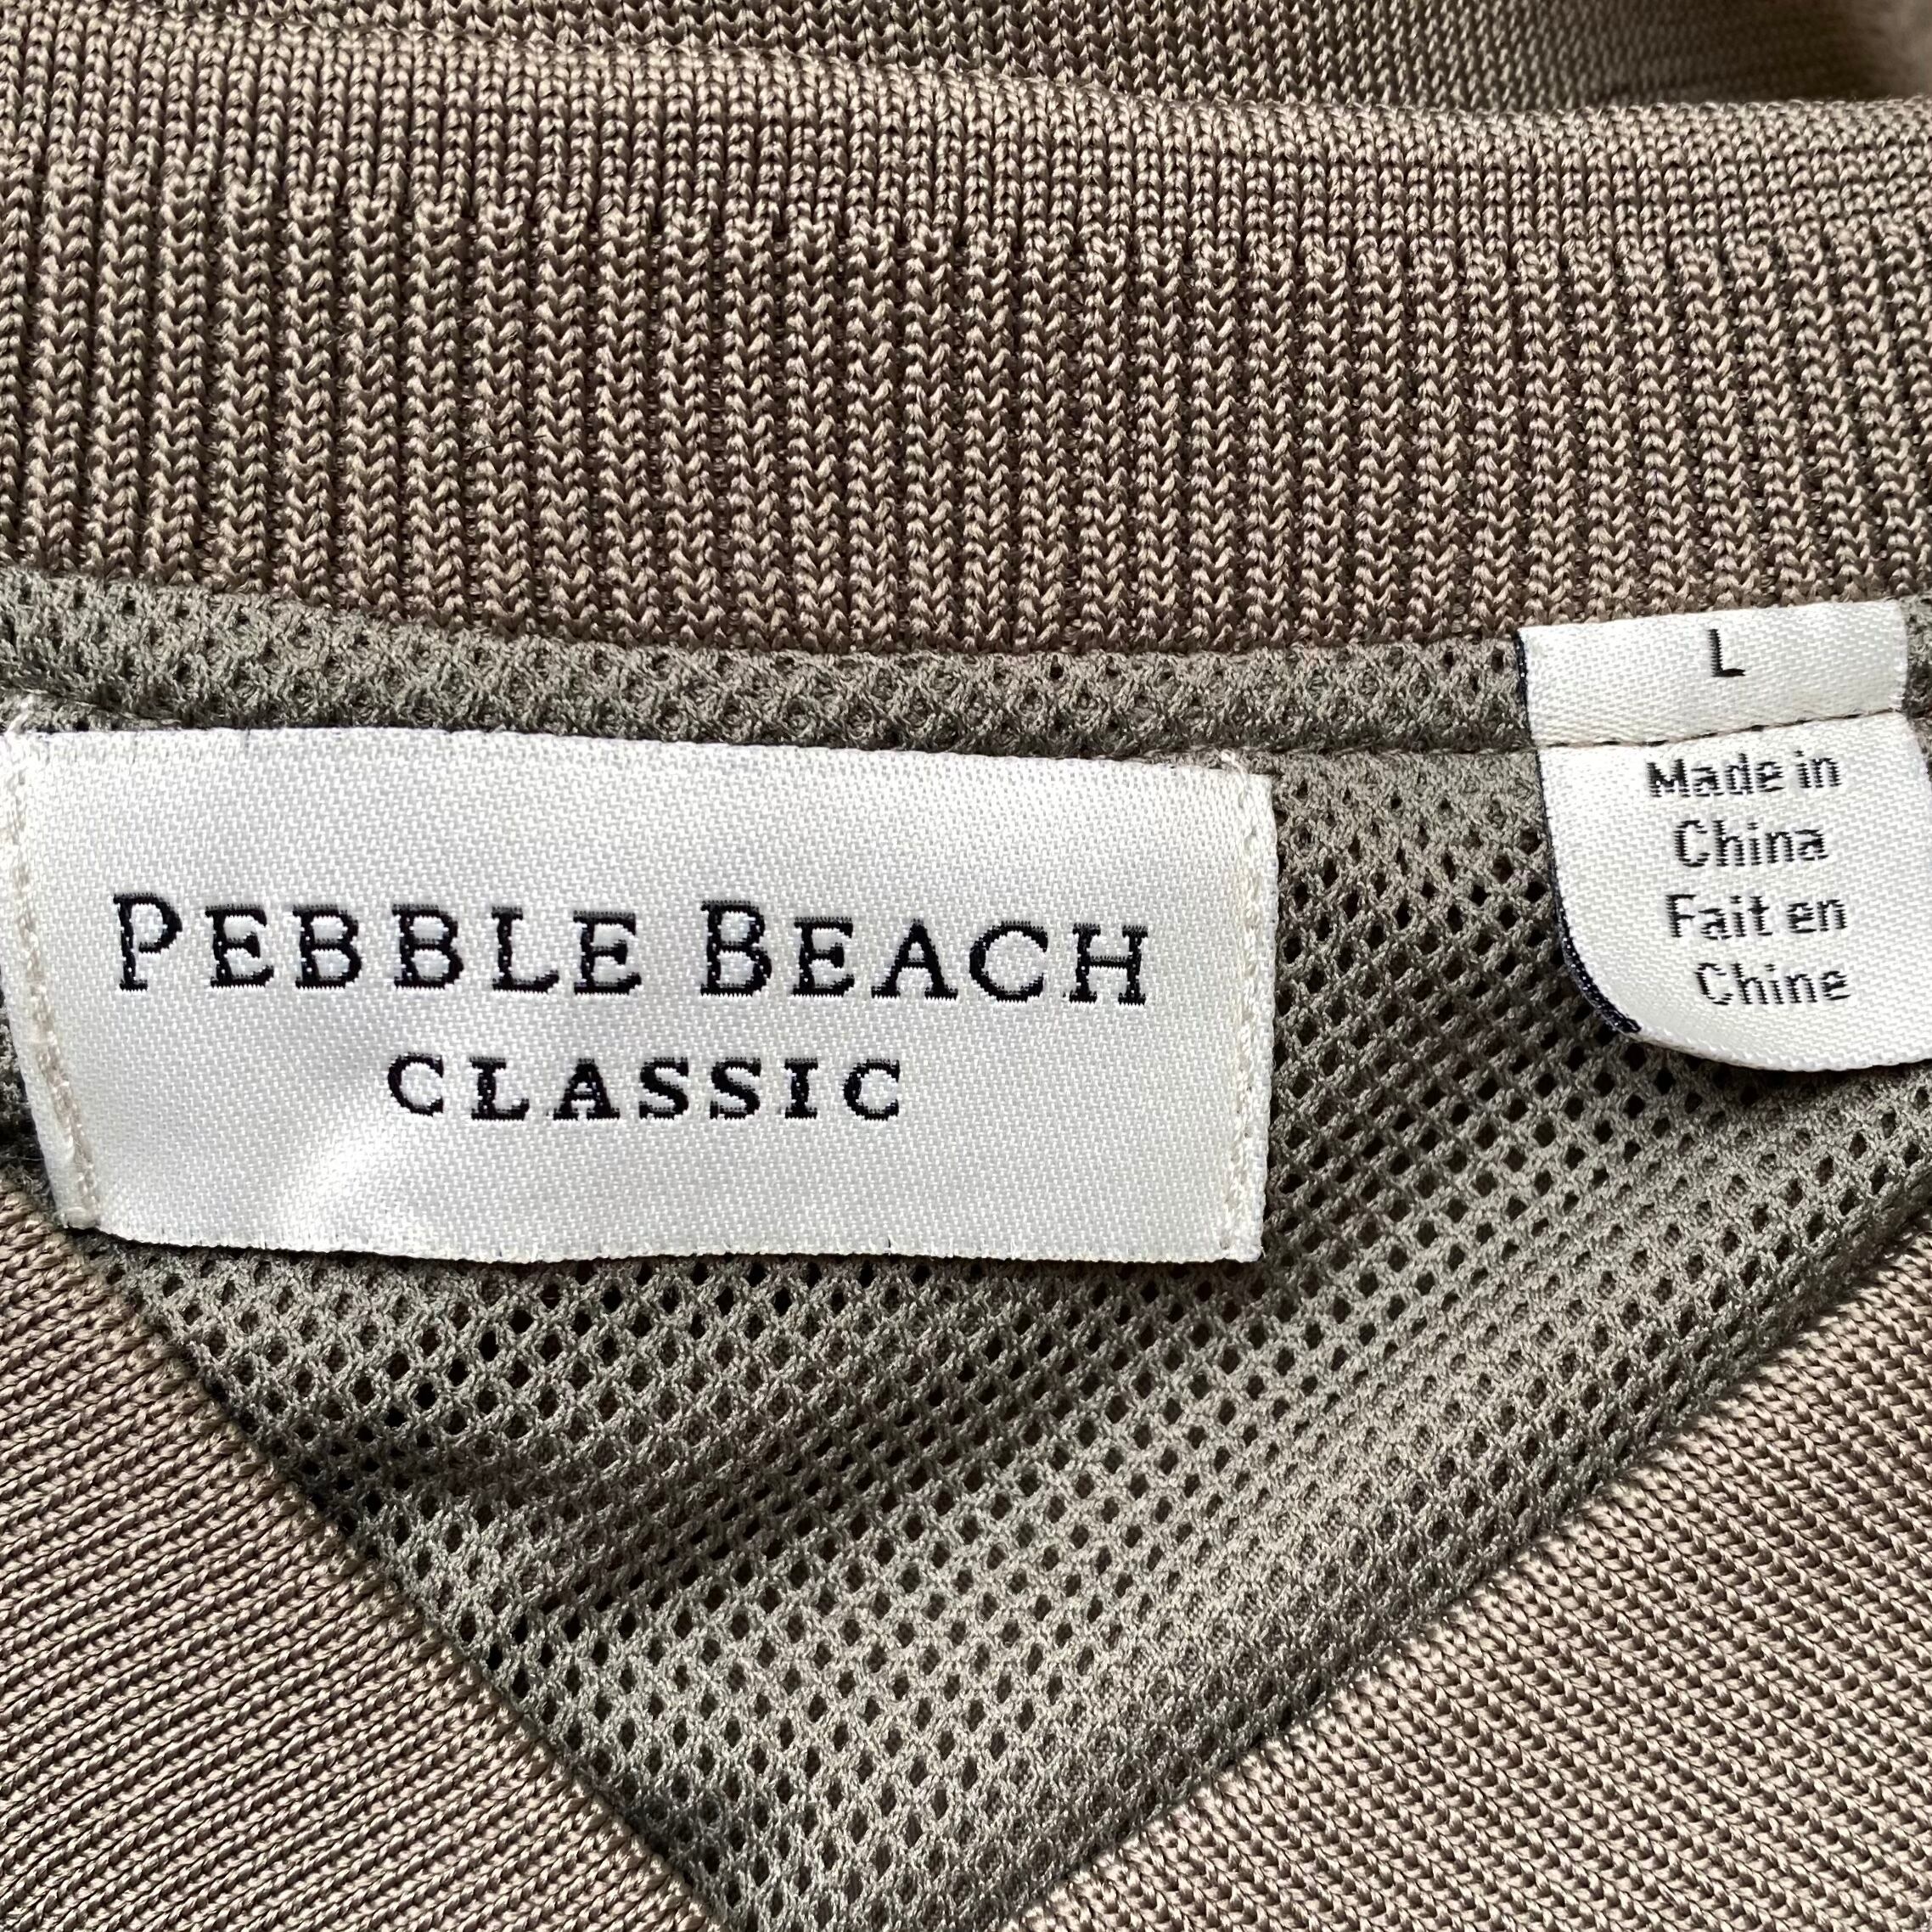 PEBBLE BEACH
CLASSIC
L
Made in
China
Fait en
Chine